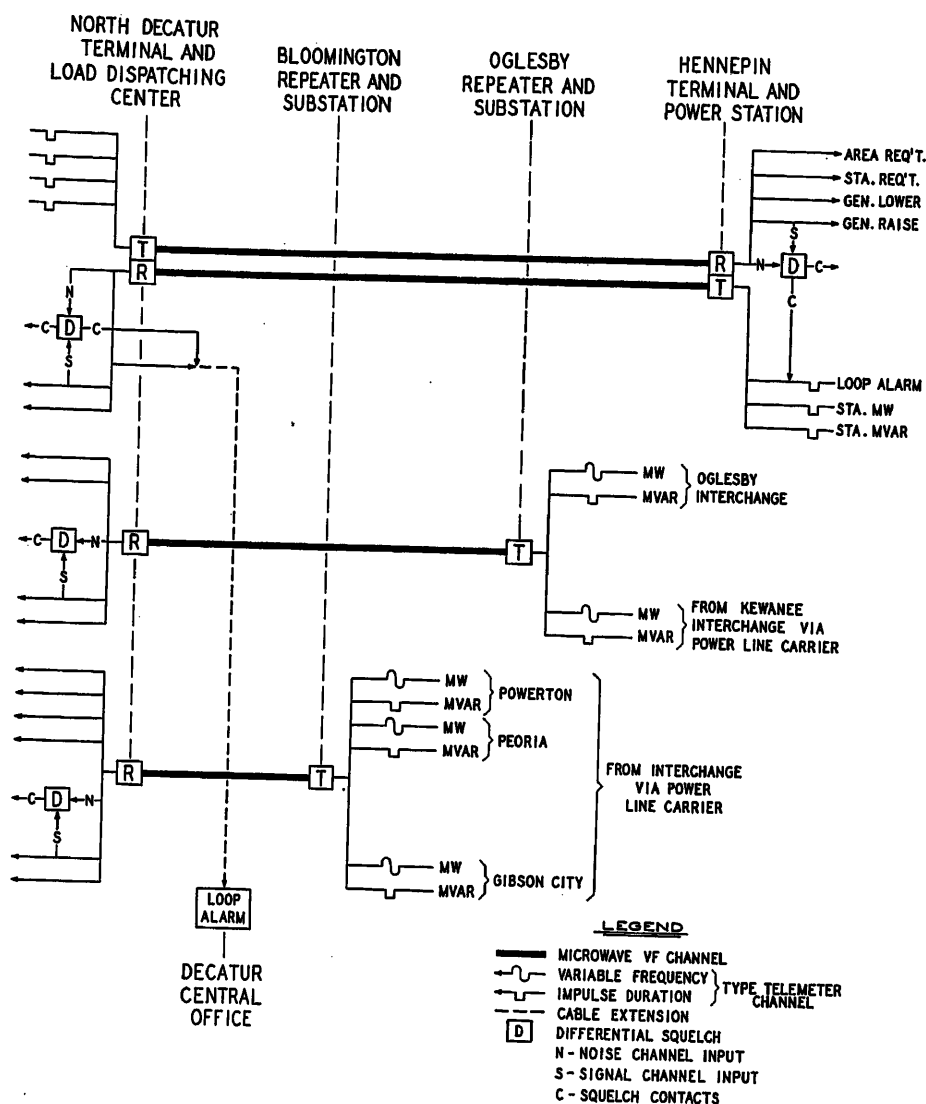 NORTH DECATUR
TERMINAL AND
LOAD DISPATCHING
CENTER
BLOOMINGTON
REPEATER AND
SUBSTATION
OGLESBY
REPEATER AND
SUBSTATION
HENNEPIN
TERMINAL AND
POWER STATION
AREA REQ'T.
STA. REQ'T.
GEN. LOWER
GEN. RAISE
S
T
R
R
T
N
D
C
C
N
C
D
C
S
LOOP ALARM
STA. MW
STA. MVAR
MW
MVAR
OGLESBY
INTERCHANGE
C
D
N
R
T
S
MW
MVAR
FROM KEWANEE
INTERCHANGE VIA
POWER LINE CARRIER
MW
MVAR
POWERTON
MW
MVAR
PEORIA
R
T
C
D
N
S
FROM INTERCHANGE
VIA POWER
LINE CARRIER
MW
MVAR
GIBSON CITY
LOOP
ALARM
DECATUR
CENTRAL
OFFICE
LEGEND
MICROWAVE VF CHANNEL
VARIABLE FREQUENCY
IMPULSE DURATION
TYPE TELEMETER
CHANNEL
CABLE EXTENSION
D DIFFERENTIAL SQUELCH
N - NOISE CHANNEL INPUT
S - SIGNAL CHANNEL INPUT
C - SQUELCH CONTACTS